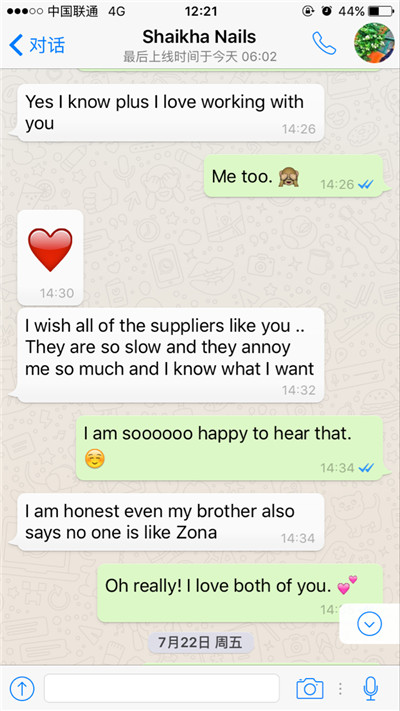 中国联通 4G 12:21 44%
对话 Shaikha Nails
最后上线时间于今天 06:02
Yes I know plus I love working with
you
14:26
Me too. 🙈
14:26
❤️
14:30
I wish all of the suppliers like you ..
They are so slow and they annoy
me so much and I know what I want
14:32
I am soooooo happy to hear that.
☺️
14:34
I am honest even my brother also
says no one is like Zona
14:34
Oh really! I love both of you. 💕
7月22日 周五